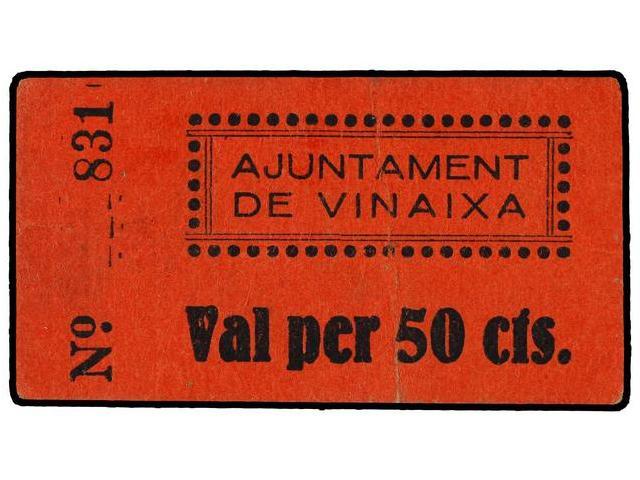 Nº. 831
AJUNTAMENT
DE VINAIXA
Val per 50 cts.